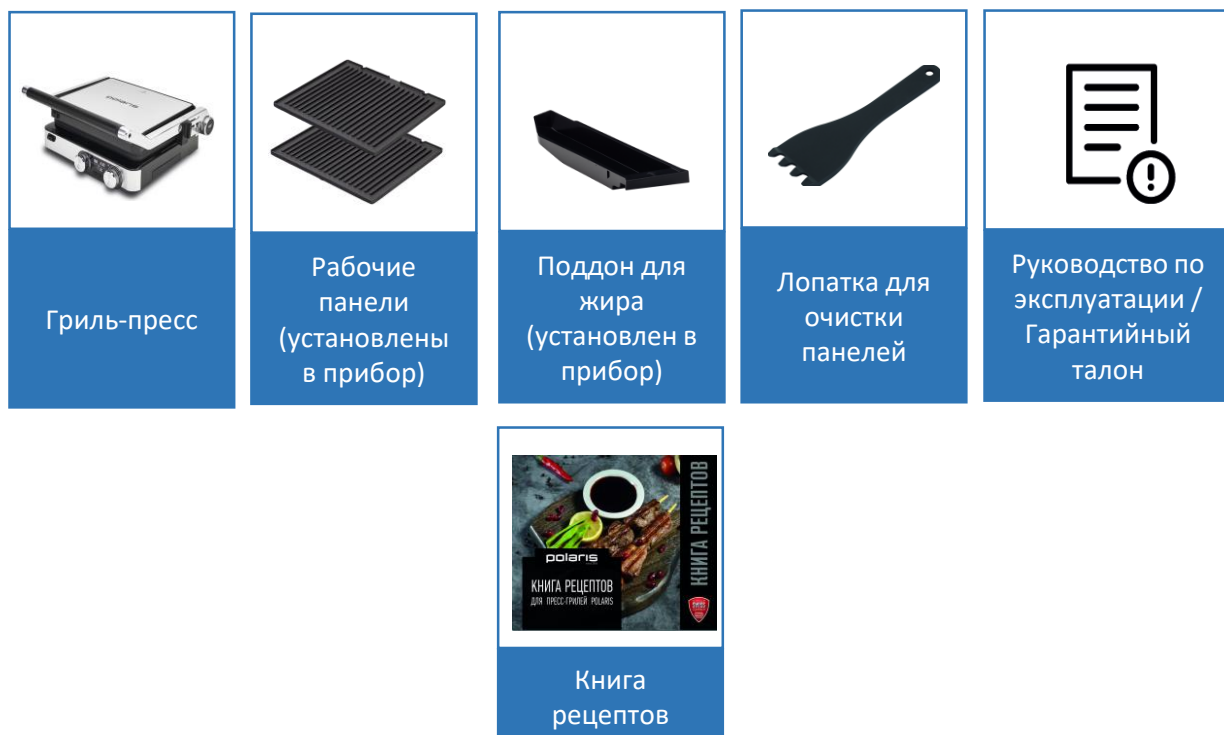 polaris
Гриль-пресс
Рабочие
панели
(установлены
в прибор)
Поддон для
жира
(установлен в
прибор)
Лопатка для
очистки
панелей
Руководство по
эксплуатации /
Гарантийный
талон
polaris
КНИГА РЕЦЕПТОВ
ДЛЯ ПРЕСС-ГРИЛЕЙ POLARIS
КНИГА РЕЦЕПТОВ
Книга
рецептов